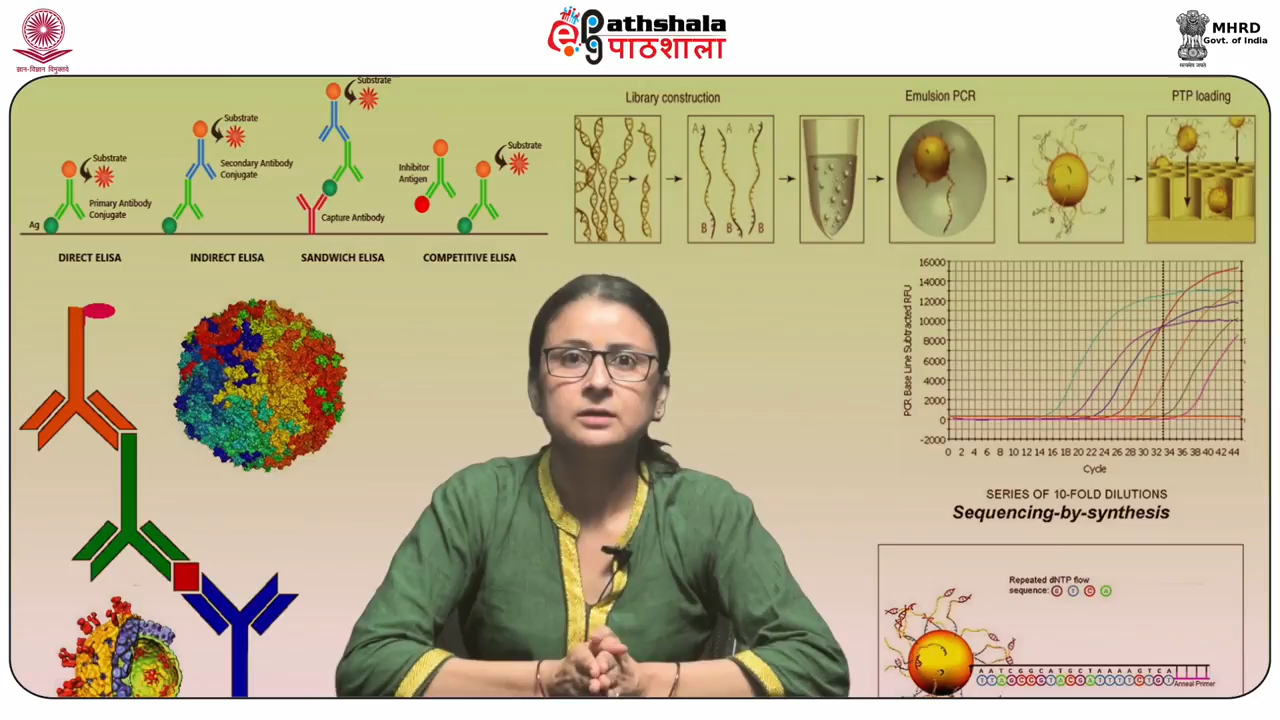 ज्ञान-विज्ञान विमुक्तये
Pathshala
पाठशाला
MHRD
Govt. of India
सत्यमेव जयते
Substrate
Primary Antibody
Conjugate
Ag
DIRECT ELISA
Substrate
Secondary Antibody
Conjugate
INDIRECT ELISA
Substrate
Capture Antibody
SANDWICH ELISA
Inhibitor
Antigen
Substrate
COMPETITIVE ELISA
Library construction
A A A
B B B
Emulsion PCR
PTP loading
PCR Base Line Subtracted RFU
16000
14000
12000
10000
8000
6000
4000
2000
0
-2000
0 2 4 6 8 10 12 14 16 18 20 22 24 26 28 30 32 34 36 38 40 42 44
Cycle
SERIES OF 10-FOLD DILUTIONS
Sequencing-by-synthesis
Repeated dNTP flow
sequence: G T C A
A A T C G G C A T G C T A A A A G T C A
Anneal Primer